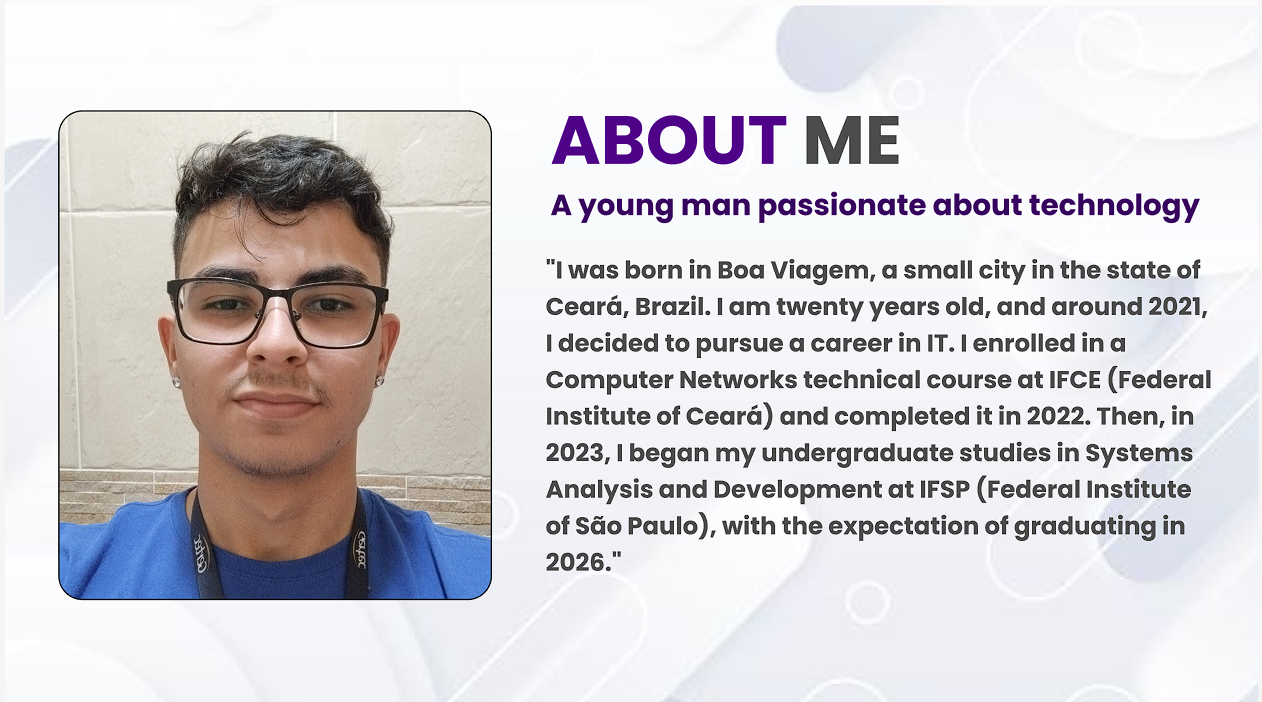 ABOUT ME
A young man passionate about technology
"I was born in Boa Viagem, a small city in the state of
Ceará, Brazil. I am twenty years old, and around 2021,
I decided to pursue a career in IT. I enrolled in a
Computer Networks technical course at IFCE (Federal
Institute of Ceará) and completed it in 2022. Then, in
2023, I began my undergraduate studies in Systems
Analysis and Development at IFSP (Federal Institute
of São Paulo), with the expectation of graduating in
2026."